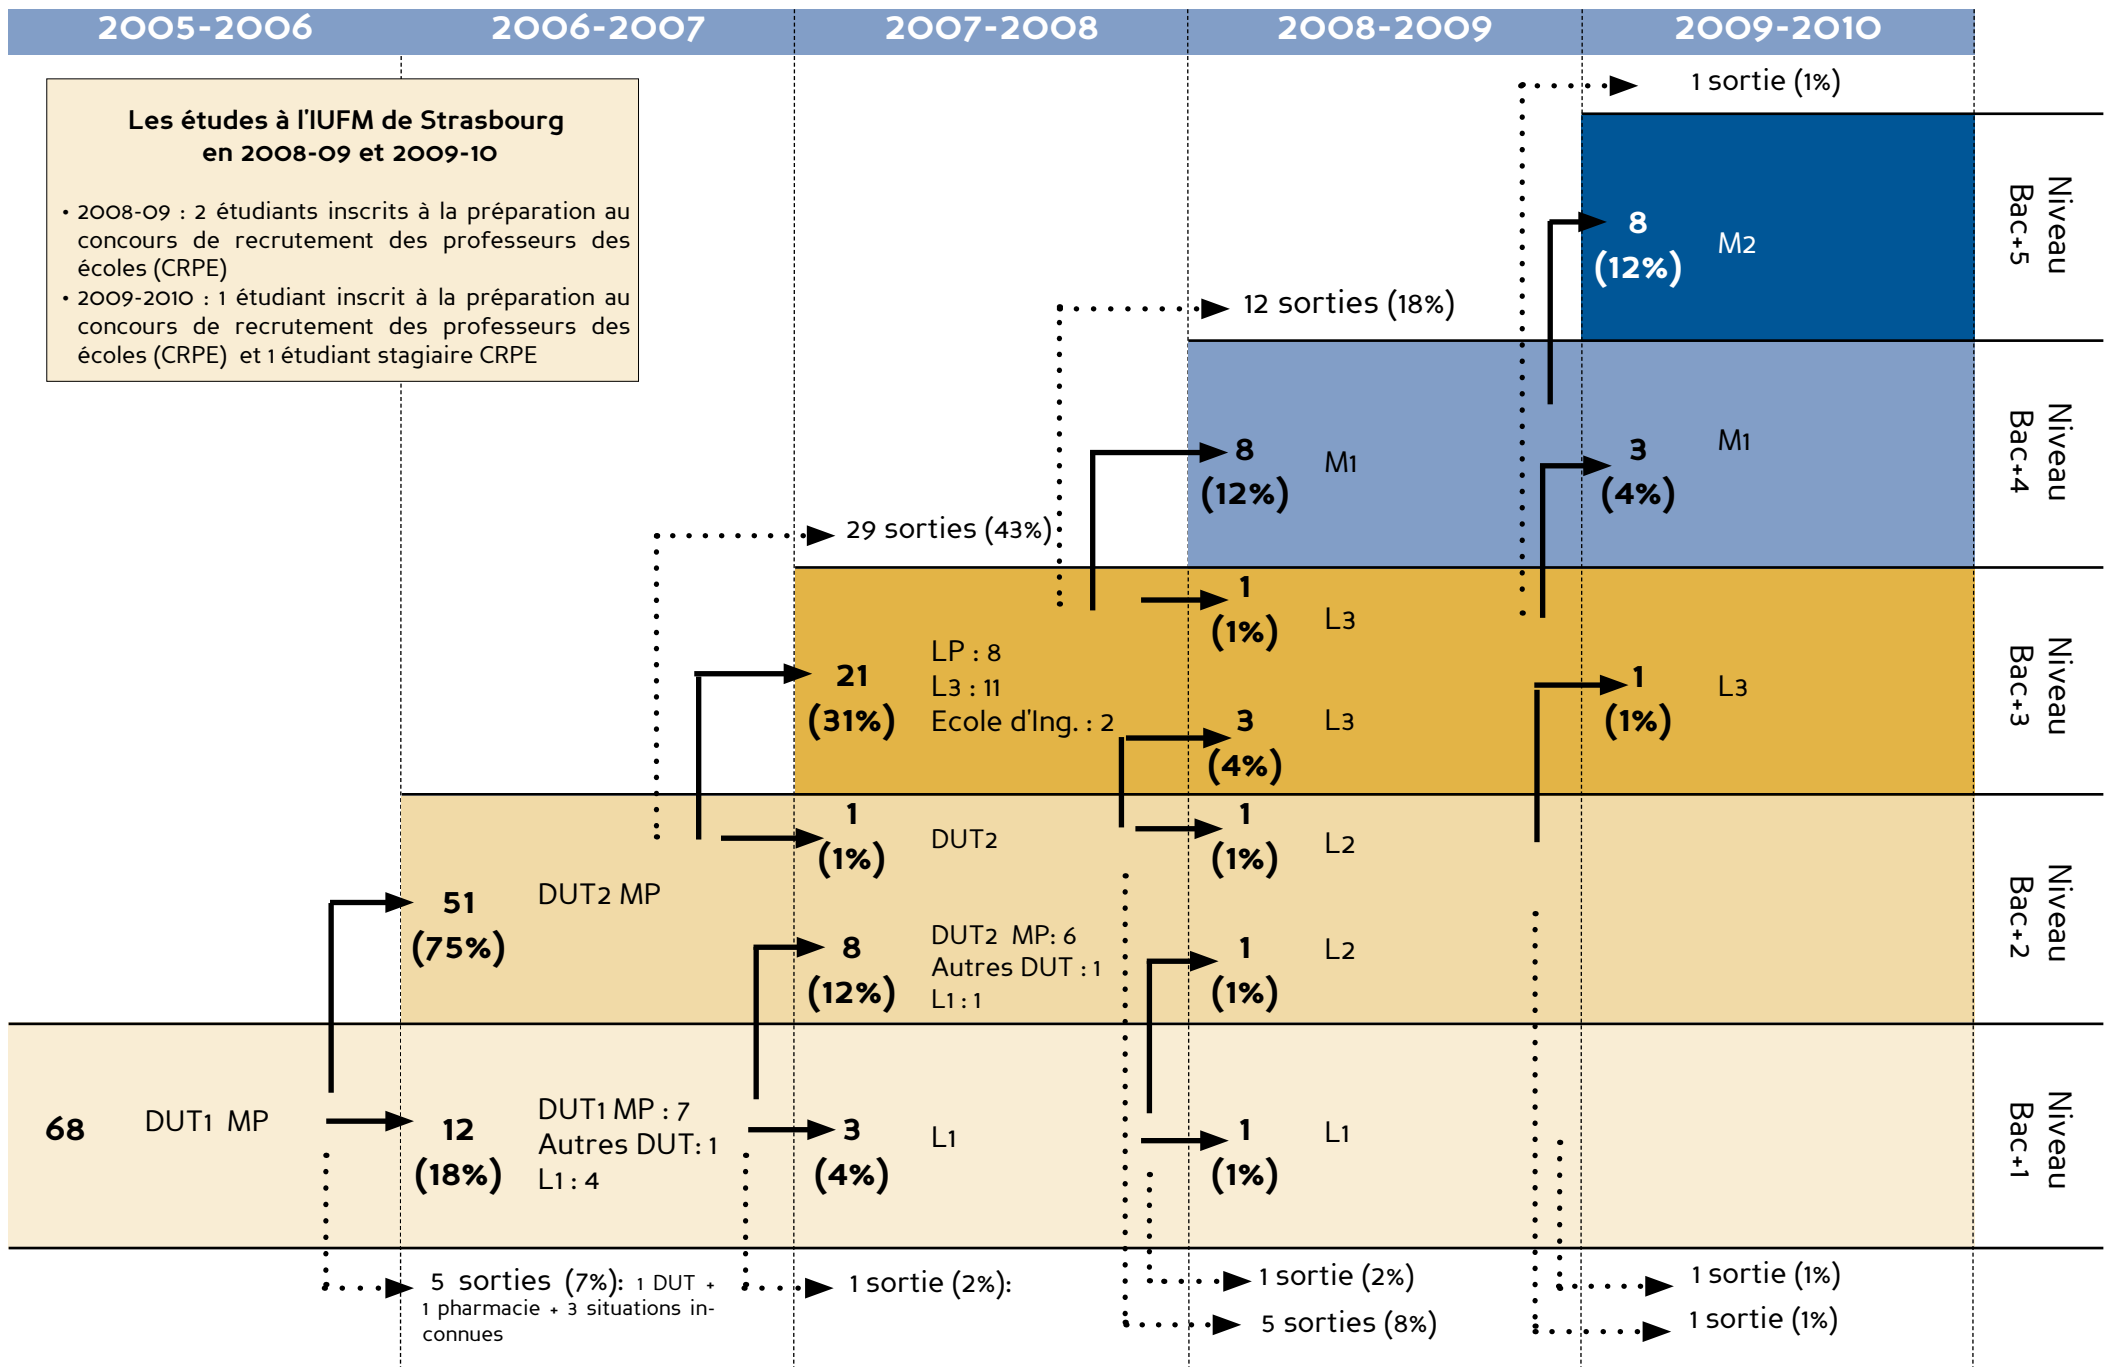 2005-2006
2006-2007
2007-2008
2008-2009
2009-2010
Les études à l'IUFM de Strasbourg
en 2008-09 et 2009-10
• 2008-09 : 2 étudiants inscrits à la préparation au
concours de recrutement des professeurs des
écoles (CRPE)
• 2009-2010 : 1 étudiant inscrit à la préparation au
concours de recrutement des professeurs des
écoles (CRPE) et 1 étudiant stagiaire CRPE
1 sortie (1%)
8
(12%)
M2
Niveau
Bac+5
12 sorties (18%)
8
(12%)
M1
3
(4%)
M1
Niveau
Bac+4
29 sorties (43%)
21
(31%)
LP : 8
L3 : 11
Ecole d'Ing. : 2
1
(1%)
L3
3
(4%)
L3
1
(1%)
L3
Niveau
Bac+3
51
(75%)
DUT2 MP
1
(1%)
DUT2
8
(12%)
DUT2 MP: 6
Autres DUT : 1
L1 : 1
1
(1%)
L2
1
(1%)
L2
Niveau
Bac+2
68
DUT1 MP
12
(18%)
DUT1 MP : 7
Autres DUT: 1
L1 : 4
3
(4%)
L1
1
(1%)
L1
Niveau
Bac+1
5 sorties (7%): 1 DUT +
1 pharmacie + 3 situations in-
connues
1 sortie (2%):
1 sortie (2%)
5 sorties (8%)
1 sortie (1%)
1 sortie (1%)